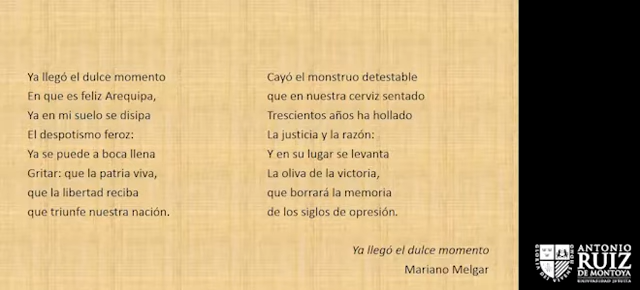 Ya llegó el dulce momento
En que es feliz Arequipa,
Ya en mi suelo se disipa
El despotismo feroz:
Ya se puede a boca llena
Gritar: que la patria viva,
que la libertad reciba
que triunfe nuestra nación.
Cayó el monstruo detestable
que en nuestra cerviz sentado
Trescientos años ha hollado
La justicia y la razón:
Y en su lugar se levanta
La oliva de la victoria,
que borrará la memoria
de los siglos de opresión.
Ya llegó el dulce momento
Mariano Melgar
ANTONIO
RUIZ
DE MONTOYA